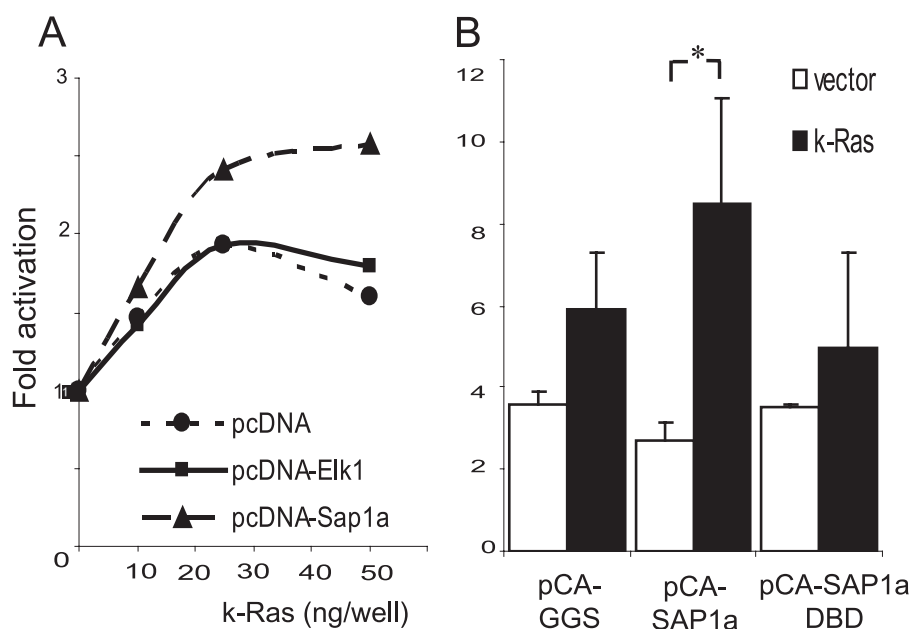 A
3
2
1
0
Fold activation
10 20 30 40 50
k-Ras (ng/well)
pcDNA
pcDNA-Elk1
pcDNA-Sap1a
B
*
12
10
8
6
4
2
0
vector
k-Ras
pCA-
GGS
pCA-
SAP1a
pCA-SAP1a
DBD